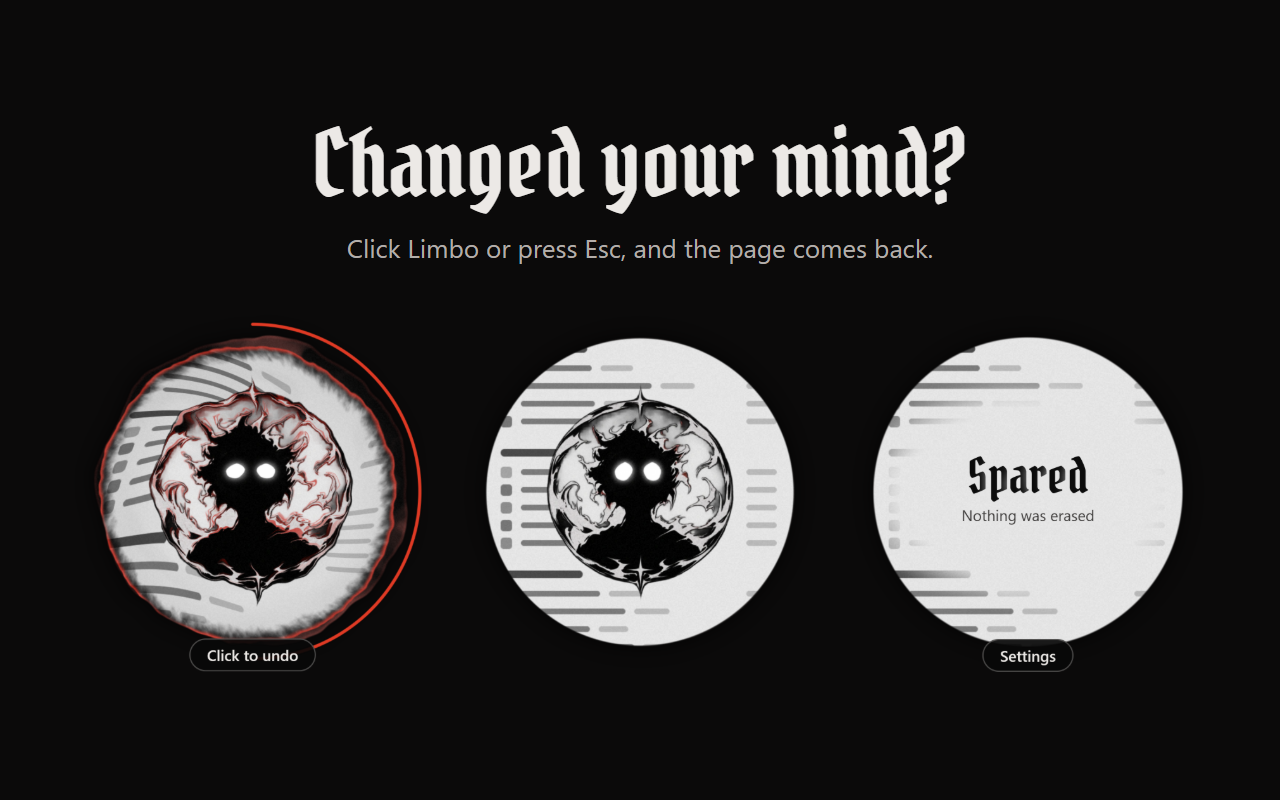 Changed your mind?
Click Limbo or press Esc, and the page comes back.
Spared
Nothing was erased
Click to undo
Settings